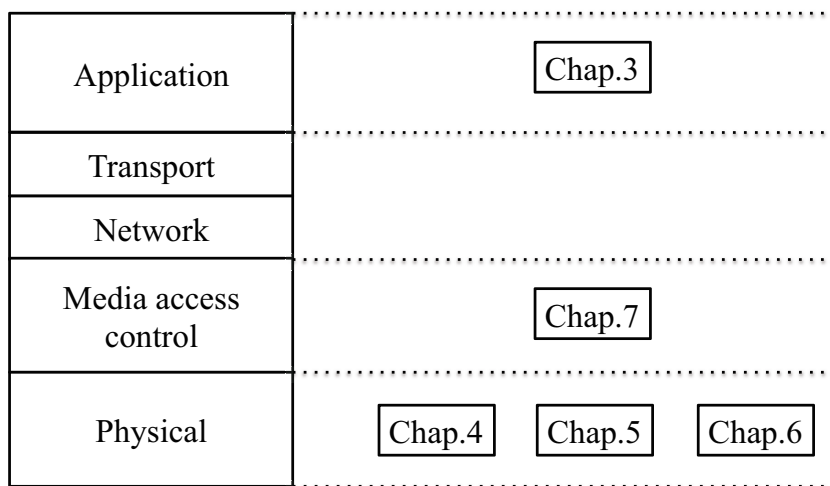 Application
Chap.3
Transport
Network
Media access
control
Chap.7
Physical
Chap.4
Chap.5
Chap.6